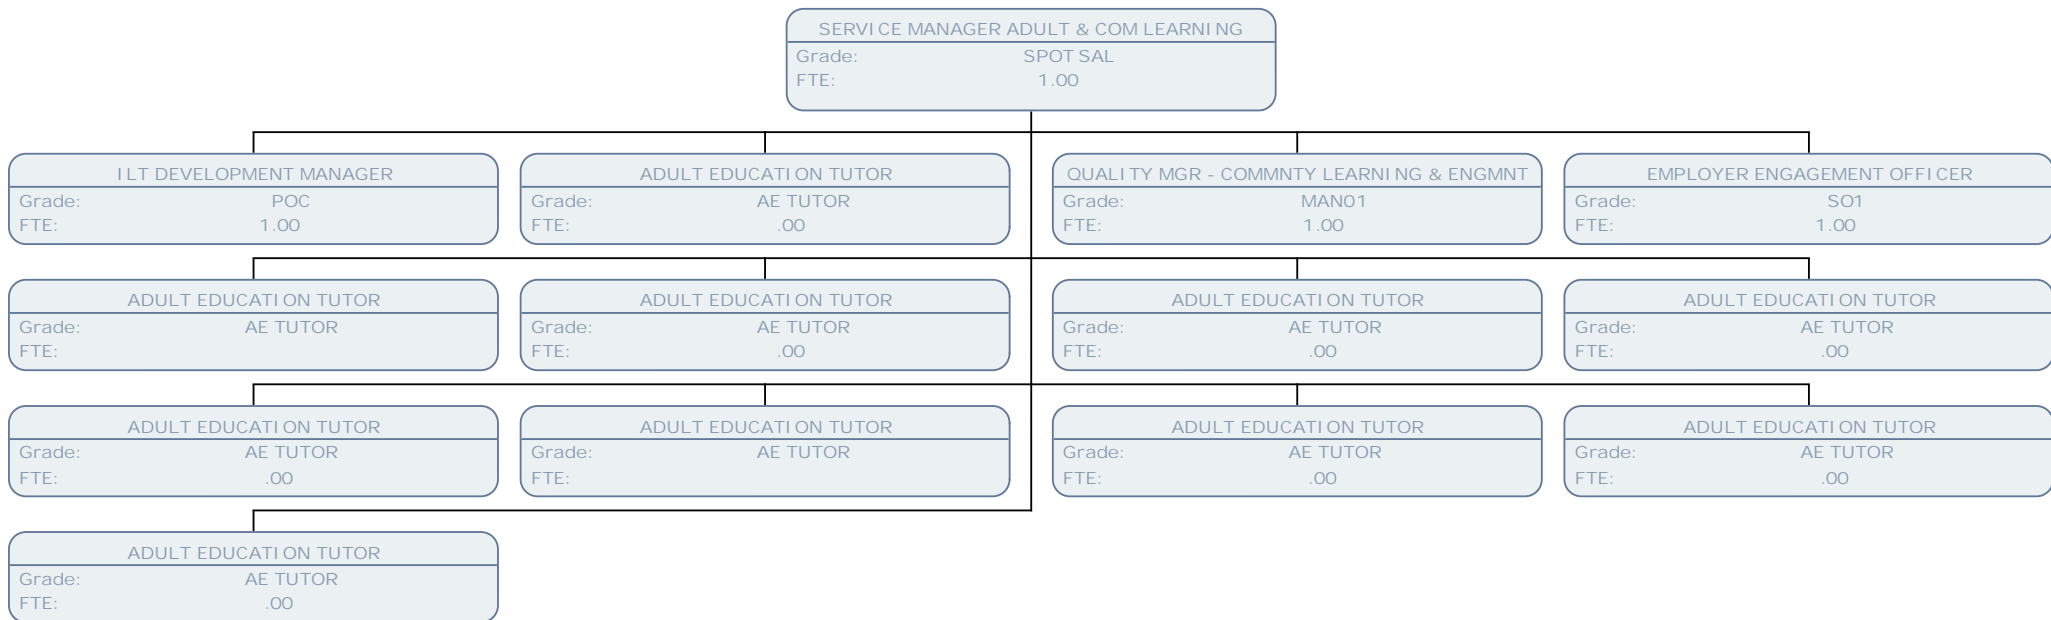 SERVICE MANAGER ADULT & COM LEARNING
Grade: SPOT SAL
FTE: 1.00
ILT DEVELOPMENT MANAGER
Grade: POC
FTE: 1.00
ADULT EDUCATION TUTOR
Grade: AE TUTOR
FTE: .00
QUALITY MGR - COMMNTY LEARNING & ENGMNT
Grade: MAN01
FTE: 1.00
EMPLOYER ENGAGEMENT OFFICER
Grade: SO1
FTE: 1.00
ADULT EDUCATION TUTOR
Grade: AE TUTOR
FTE:
ADULT EDUCATION TUTOR
Grade: AE TUTOR
FTE: .00
ADULT EDUCATION TUTOR
Grade: AE TUTOR
FTE: .00
ADULT EDUCATION TUTOR
Grade: AE TUTOR
FTE: .00
ADULT EDUCATION TUTOR
Grade: AE TUTOR
FTE: .00
ADULT EDUCATION TUTOR
Grade: AE TUTOR
FTE:
ADULT EDUCATION TUTOR
Grade: AE TUTOR
FTE: .00
ADULT EDUCATION TUTOR
Grade: AE TUTOR
FTE: .00
ADULT EDUCATION TUTOR
Grade: AE TUTOR
FTE: .00